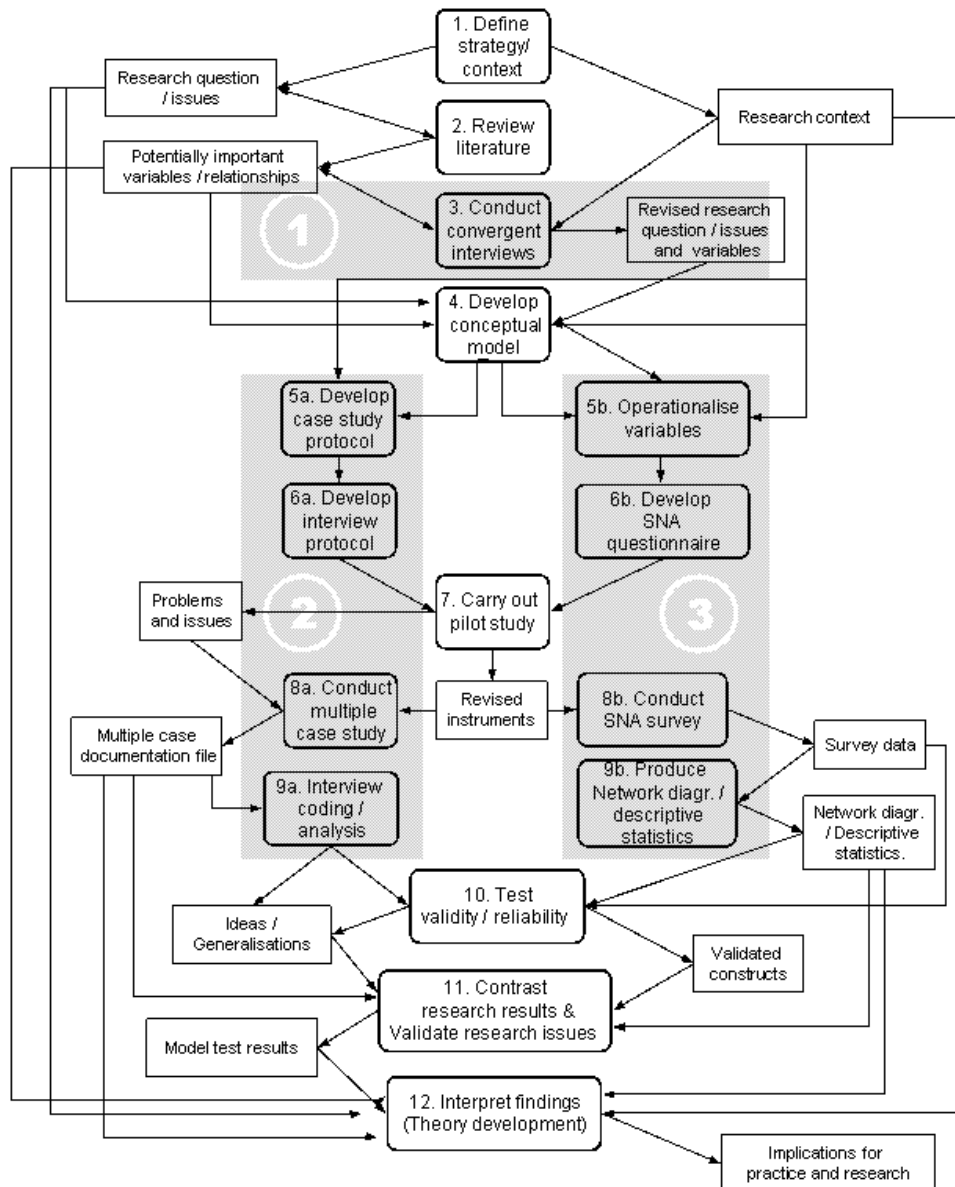 1. Define
strategy/
context
Research question
/ issues
2. Review
literature
Research context
Potentially important
variables / relationships
1
3. Conduct
convergent
interviews
Revised research
question / issues
and variables
4. Develop
conceptual
model
5a. Develop
case study
protocol
5b. Operationalise
variables
6a. Develop
interview
protocol
6b. Develop
SNA
questionnaire
Problems
and issues
2
7. Carry out
pilot study
3
8a. Conduct
multiple
case study
Revised
instruments
8b. Conduct
SNA survey
Multiple case
documentation file
Survey data
9a. Interview
coding /
analysis
9b. Produce
Network diagr. /
descriptive
statistics
Network diagr.
/ Descriptive
statistics.
10. Test
validity / reliability
Ideas /
Generalisations
Validated
constructs
11. Contrast
research results &
Validate research issues
Model test results
12. Interpret findings
(Theory development)
Implications for
practice and research